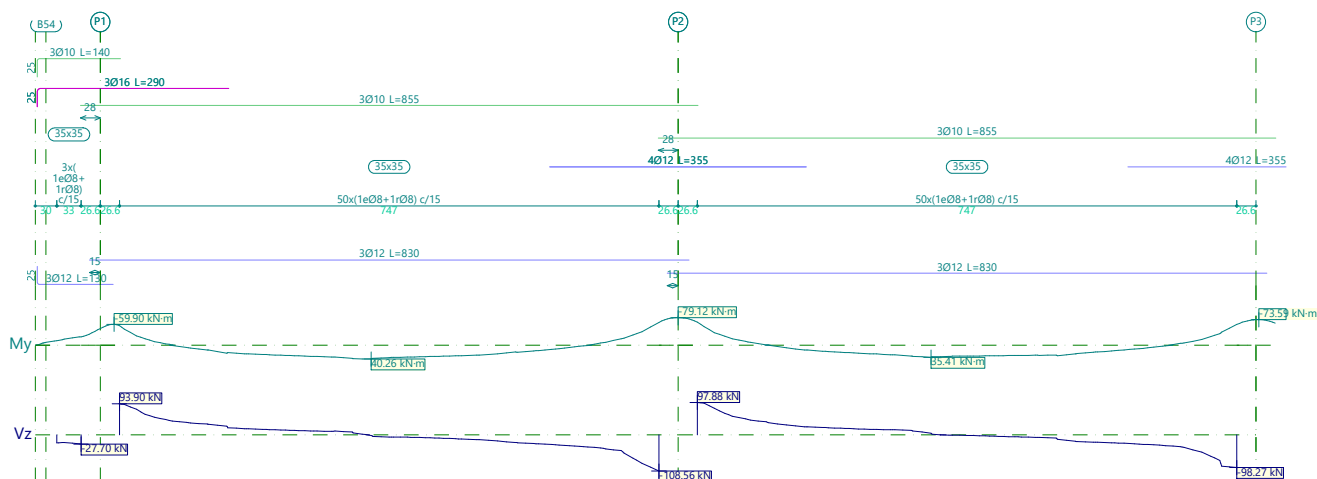 B54
P1
P2
P3
3Ø10 L=140
25
3Ø16 L=290
25
3Ø10 L=855
28
35x35
3Ø10 L=855
28
4Ø12 L=355
35x35
35x35
4Ø12 L=355
3x(
1eØ8+
1rØ8)
c/15
50x(1eØ8+1rØ8) c/15
50x(1eØ8+1rØ8) c/15
30
33
26.6
26.6
747
26.6
26.6
747
26.6
3Ø12 L=830
15
3Ø12 L=830
15
25
3Ø12 L=130
My
-59.90 kN·m
-79.12 kN·m
-73.59 kN·m
40.26 kN·m
35.41 kN·m
Vz
93.90 kN
97.88 kN
-27.70 kN
-108.56 kN
-98.27 kN